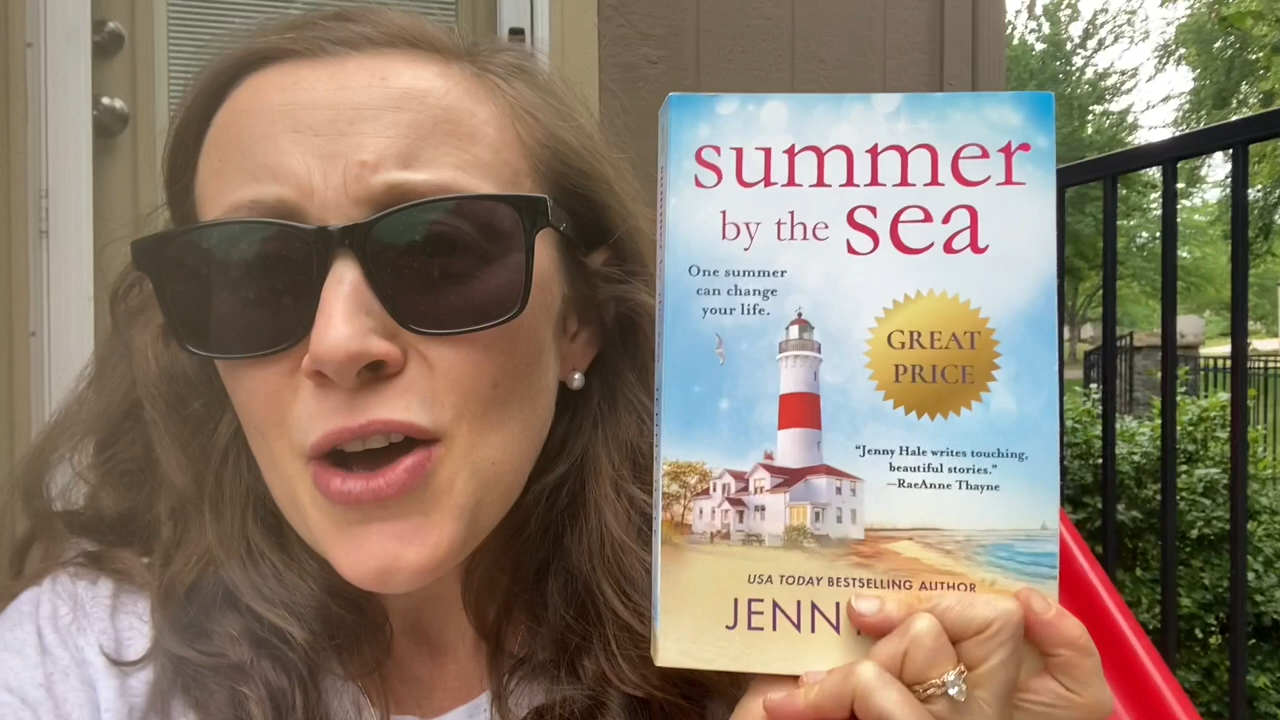 summer
by the sea
One summer
can change
your life.
GREAT
PRICE
“Jenny Hale writes touching,
beautiful stories.”
—RaeAnne Thayne
USA TODAY BESTSELLING AUTHOR
JENN